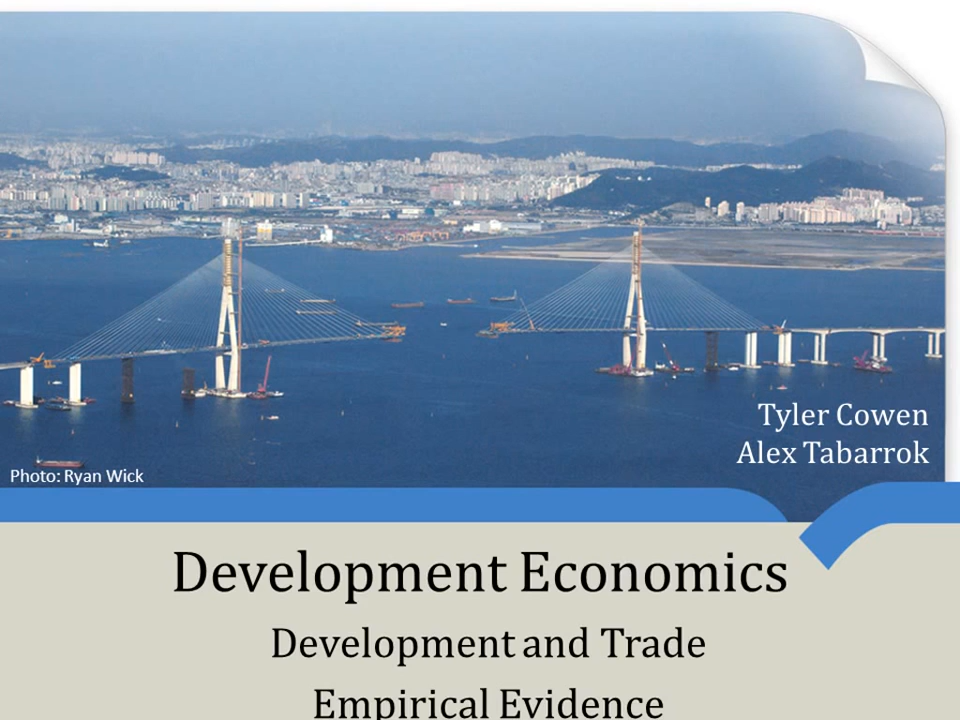 Tyler Cowen
Alex Tabarrok
Photo: Ryan Wick
Development Economics
Development and Trade
Empirical Evidence